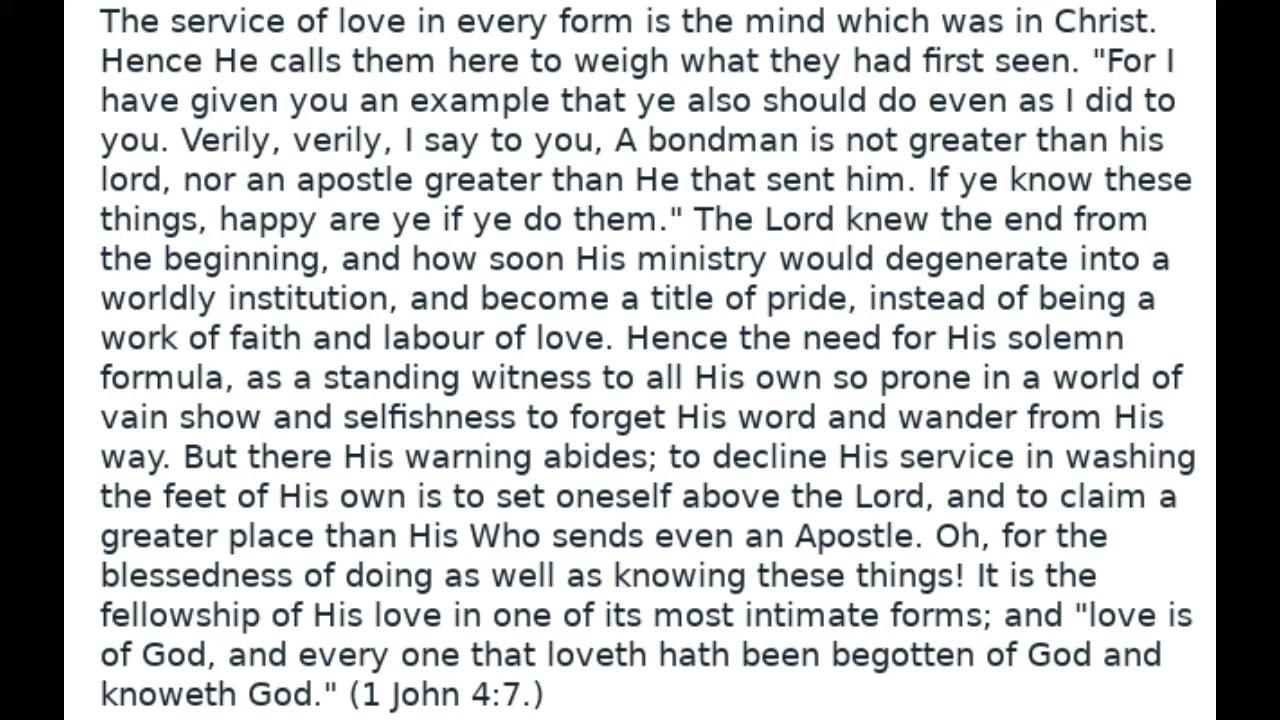 The service of love in every form is the mind which was in Christ.
Hence He calls them here to weigh what they had first seen. "For I
have given you an example that ye also should do even as I did to
you. Verily, verily, I say to you, A bondman is not greater than his
lord, nor an apostle greater than He that sent him. If ye know these
things, happy are ye if ye do them." The Lord knew the end from
the beginning, and how soon His ministry would degenerate into a
worldly institution, and become a title of pride, instead of being a
work of faith and labour of love. Hence the need for His solemn
formula, as a standing witness to all His own so prone in a world of
vain show and selfishness to forget His word and wander from His
way. But there His warning abides; to decline His service in washing
the feet of His own is to set oneself above the Lord, and to claim a
greater place than His Who sends even an Apostle. Oh, for the
blessedness of doing as well as knowing these things! It is the
fellowship of His love in one of its most intimate forms; and "love is
of God, and every one that loveth hath been begotten of God and
knoweth God." (1 John 4:7.)